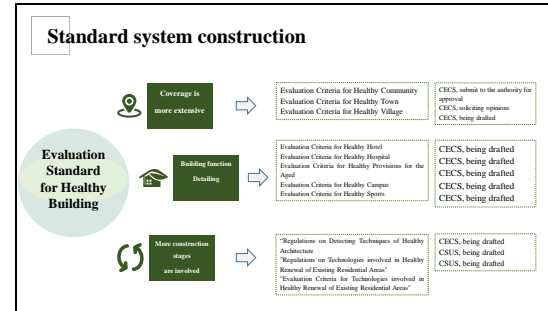 Standard system construction
Evaluation
Standard
for Healthy
Building
Coverage is
more extensive
Evaluation Criteria for Healthy Community
Evaluation Criteria for Healthy Town
Evaluation Criteria for Healthy Village
CECS, submit to the authority for
approval
CECS, soliciting opinions
CECS, being drafted
Building function
Detailing
Evaluation Criteria for Healthy Hotel
Evaluation Criteria for Healthy Hospital
Evaluation Criteria for Healthy Provisions for the
Aged
Evaluation Criteria for Healthy Campus
Evaluation Criteria for Healthy Sports
CECS, being drafted
CECS, being drafted
CECS, being drafted
CECS, being drafted
CECS, being drafted
More construction
stages
are involved
"Regulations on Detecting Techniques of Healthy
Architecture
"Regulations on Technologies involved in Healthy
Renewal of Existing Residential Areas"
"Evaluation Criteria for Technologies involved in
Healthy Renewal of Existing Residential Areas"
CECS, being drafted
CSUS, being drafted
CSUS, being drafted